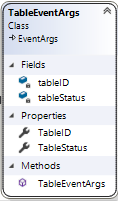 TableEventArgs
Class
EventArgs
Fields
tableID
tableStatus
Properties
TableID
TableStatus
Methods
TableEventArgs